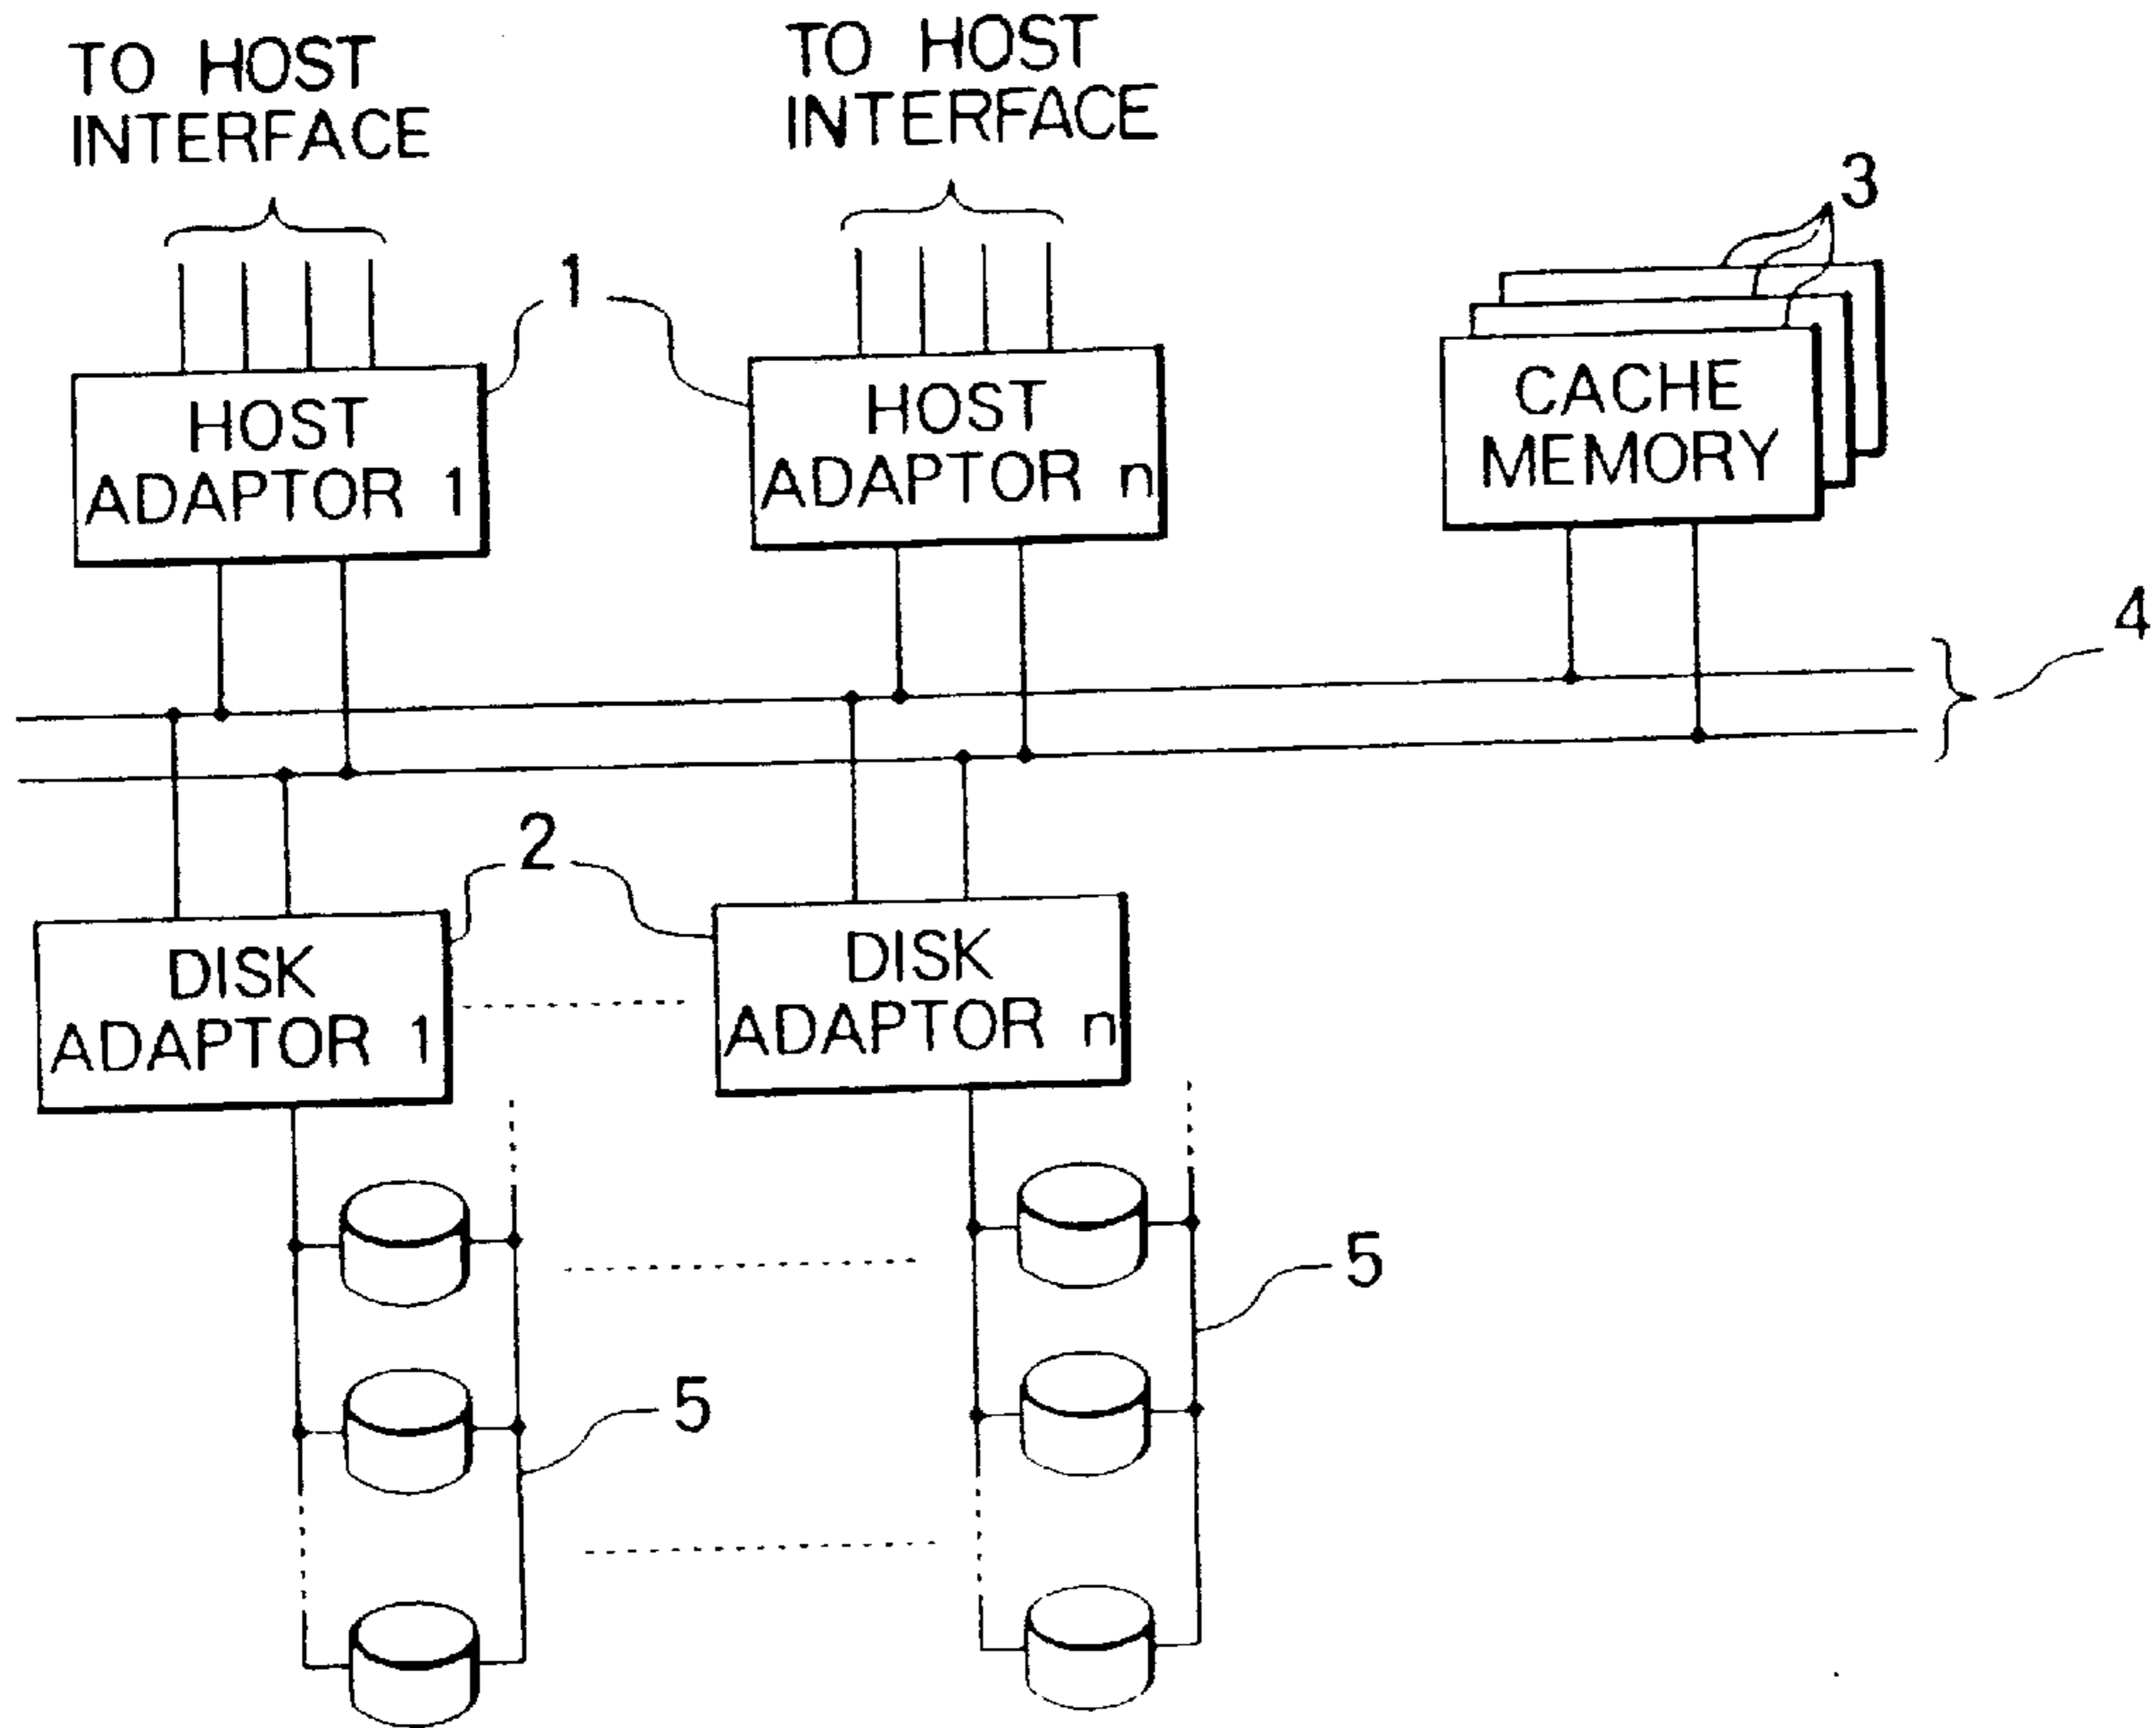 TO HOST
INTERFACE
TO HOST
INTERFACE
3
1
HOST
ADAPTOR 1
HOST
ADAPTOR n
CACHE
MEMORY
4
2
DISK
ADAPTOR 1
DISK
ADAPTOR n
5
5